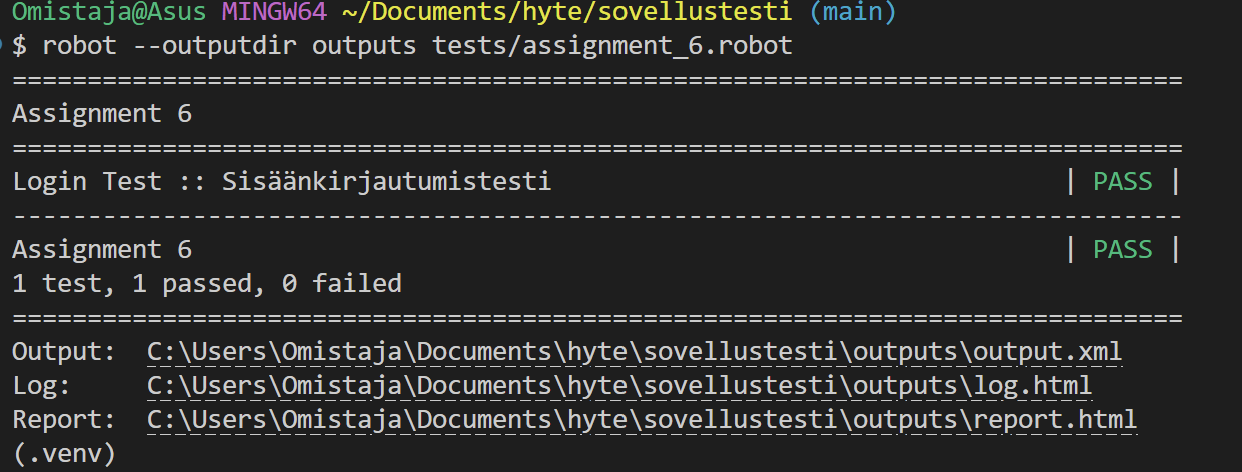 Omistaja@Asus MINGW64 ~/Documents/hyte/sovellustesti (main)
$ robot --outputdir outputs tests/assignment_6.robot
==============================================================================
Assignment 6
==============================================================================
Login Test :: Sisäänkirjautumistesti                                  | PASS |
------------------------------------------------------------------------------
Assignment 6                                                          | PASS |
1 test, 1 passed, 0 failed
==============================================================================
Output:  C:\Users\Omistaja\Documents\hyte\sovellustesti\outputs\output.xml
Log:     C:\Users\Omistaja\Documents\hyte\sovellustesti\outputs\log.html
Report:  C:\Users\Omistaja\Documents\hyte\sovellustesti\outputs\report.html
(.venv)